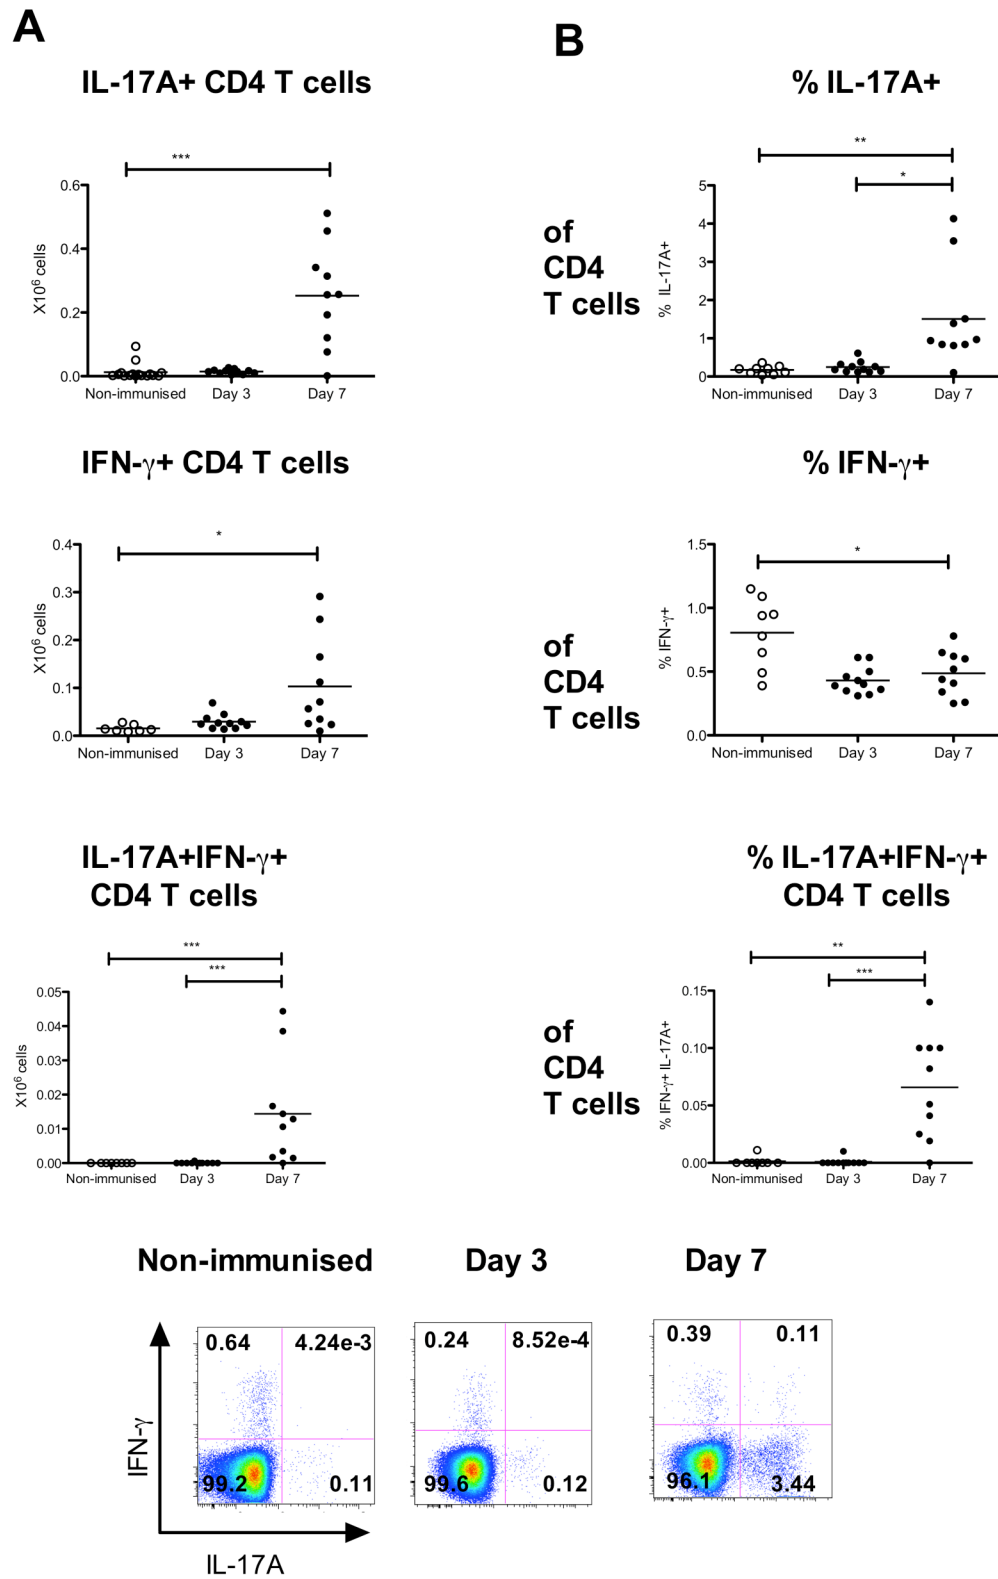 A
B
IL-17A+ CD4 T cells
% IL-17A+
of
CD4
T cells
***
0.6
0.4
0.2
0.0
X10⁶ cells
Non-immunised Day 3 Day 7
**
*
5
4
3
2
1
0
% IL-17A+
Non-immunised Day 3 Day 7
IFN-γ+ CD4 T cells
% IFN-γ+
of
CD4
T cells
*
0.4
0.3
0.2
0.1
0.0
X10⁶ cells
Non-immunised Day 3 Day 7
*
1.5
1.0
0.5
0.0
% IFN-γ+
Non-immunised Day 3 Day 7
IL-17A+IFN-γ+
CD4 T cells
% IL-17A+IFN-γ+
CD4 T cells
of
CD4
T cells
***
***
0.05
0.04
0.03
0.02
0.01
0.00
X10⁶ cells
Non-immunised Day 3 Day 7
**
***
0.15
0.10
0.05
0.00
% IFN-γ+ IL-17A+
Non-immunised Day 3 Day 7
Non-immunised Day 3 Day 7
0.64 4.24e-3
99.2 0.11
0.24 8.52e-4
99.6 0.12
0.39 0.11
96.1 3.44
IFN-γ
IL-17A